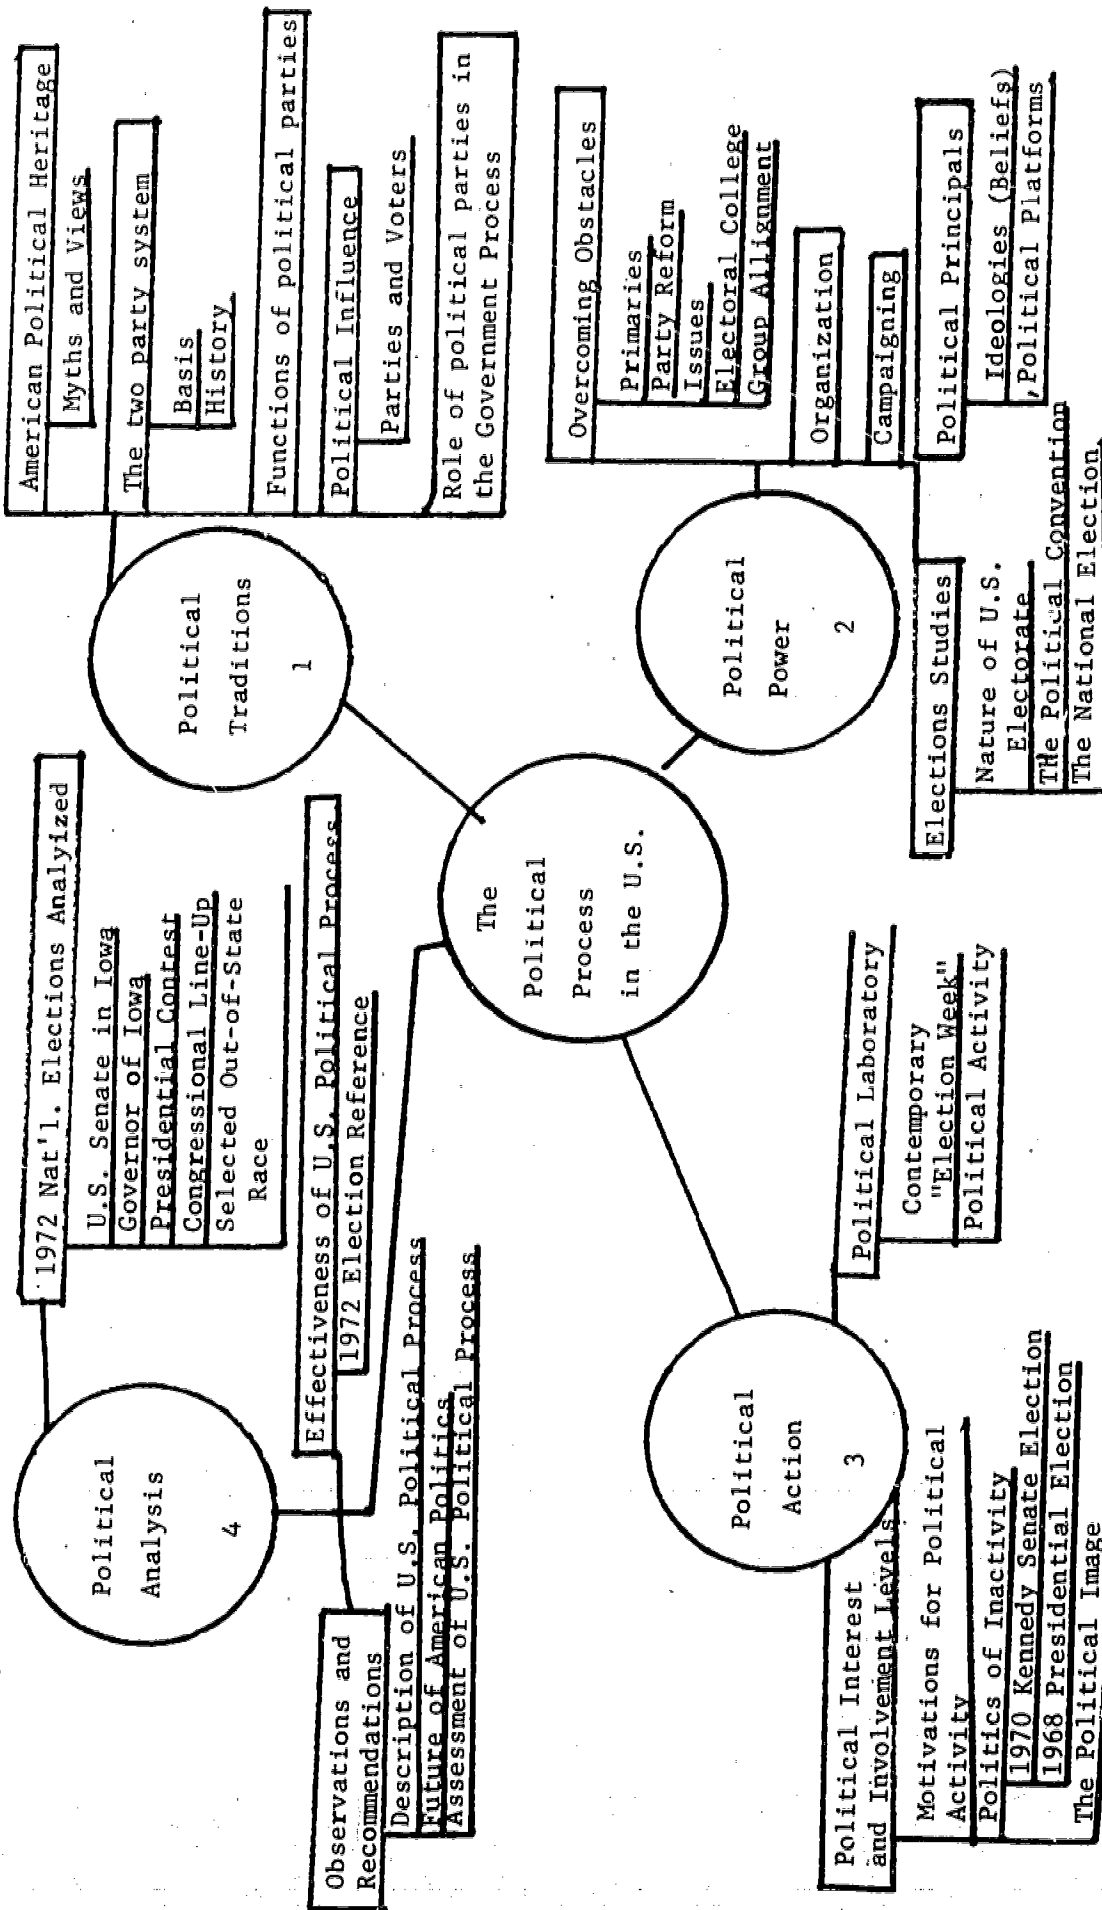 Political
Analysis
4
1972 Nat'l. Elections Analyized
U.S. Senate in Iowa
Governor of Iowa
Presidential Contest
Congressional Line-Up
Selected Out-of-State
Race
Effectiveness of U.S. Political Process
1972 Election Reference
Observations and
Recommendations
Description of U.S. Political Process
Future of American Politics
Assessment of U.S. Political Process
Political
Traditions
1
American Political Heritage
Myths and Views
The two party system
Basis
History
Functions of political parties
Political Influence
Parties and Voters
Role of political parties in
the Government Process
The
Political
Process
in the U.S.
Political
Action
3
Political Interest
and Involvement Levels
Motivations for Political
Activity
Politics of Inactivity
1970 Kennedy Senate Election
1968 Presidential Election
The Political Image
Political Laboratory
Contemporary
"Election Week"
Political Activity
Political
Power
2
Overcoming Obstacles
Primaries
Party Reform
Issues
Electoral College
Group Allignment
Organization
Campaigning
Political Principals
Ideologies (Beliefs)
Political Platforms
Elections Studies
Nature of U.S.
Electorate
THe Political Convention
The National Election